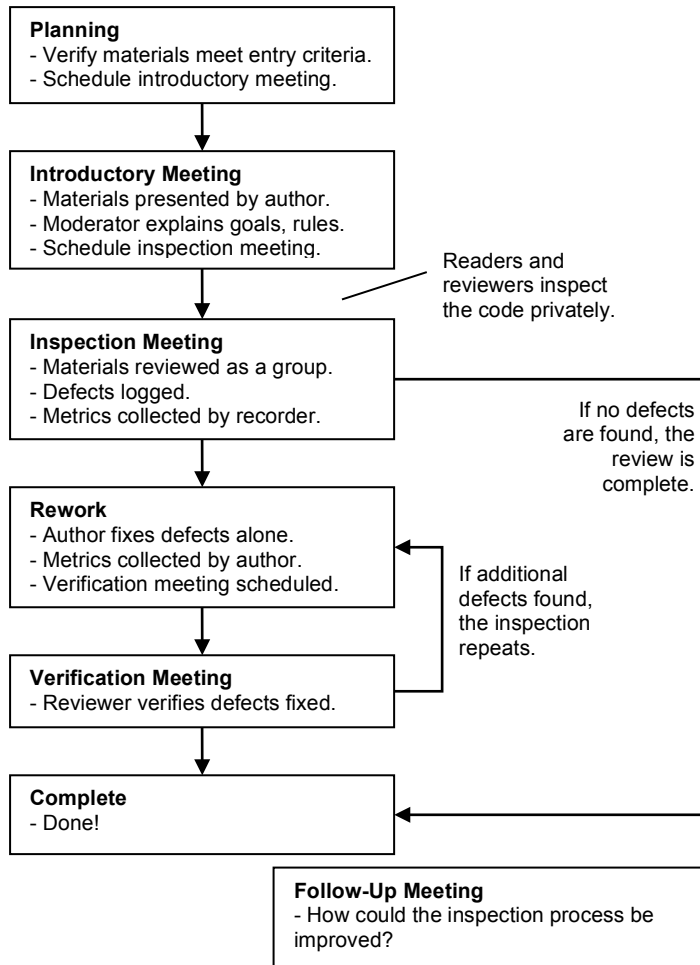 Planning
- Verify materials meet entry criteria.
- Schedule introductory meeting.
Introductory Meeting
- Materials presented by author.
- Moderator explains goals, rules.
- Schedule inspection meeting.
Readers and
reviewers inspect
the code privately.
Inspection Meeting
- Materials reviewed as a group.
- Defects logged.
- Metrics collected by recorder.
If no defects
are found, the
review is
complete.
Rework
- Author fixes defects alone.
- Metrics collected by author.
- Verification meeting scheduled.
If additional
defects found,
the inspection
repeats.
Verification Meeting
- Reviewer verifies defects fixed.
Complete
- Done!
Follow-Up Meeting
- How could the inspection process be
improved?